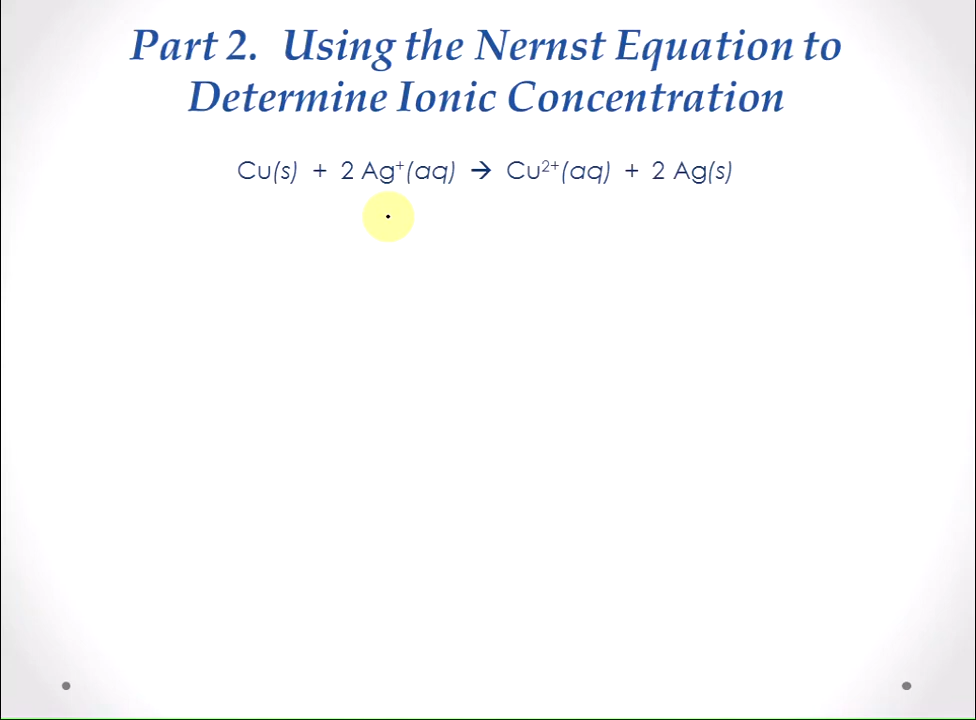 Part 2. Using the Nernst Equation to
Determine Ionic Concentration
Cu(s) + 2 Ag⁺(aq) → Cu²⁺(aq) + 2 Ag(s)